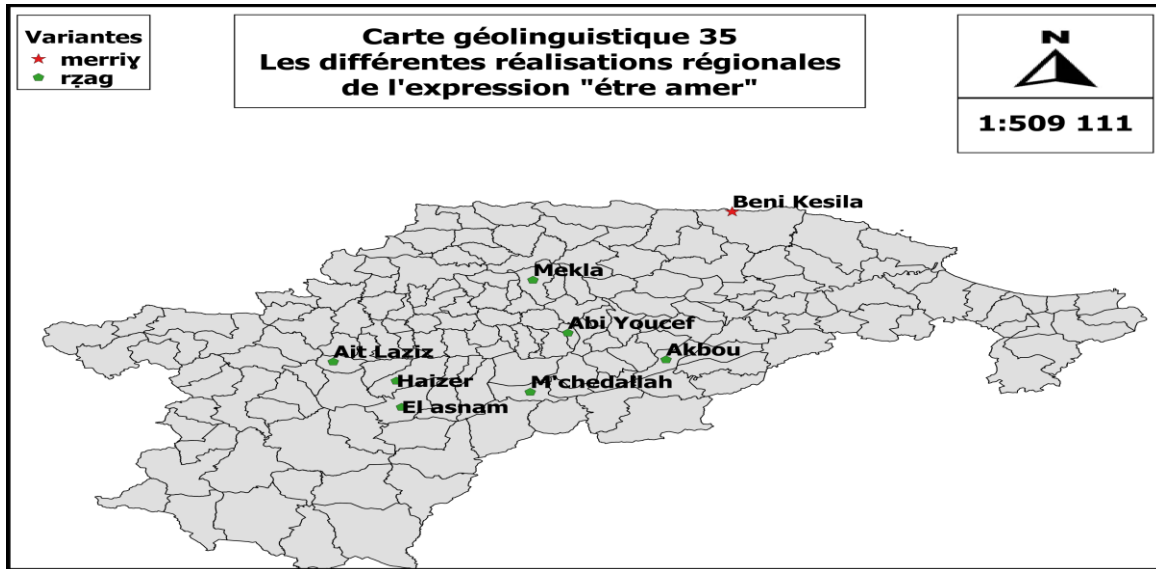 Variantes
merriɣ
rẓag
Carte géolinguistique 35
Les différentes réalisations régionales
de l'expression "étre amer"
N
1:509 111
Beni Kesila
Mekla
Abi Youcef
Akbou
Ait Laziz
Haizer
M'chedallah
El asnam